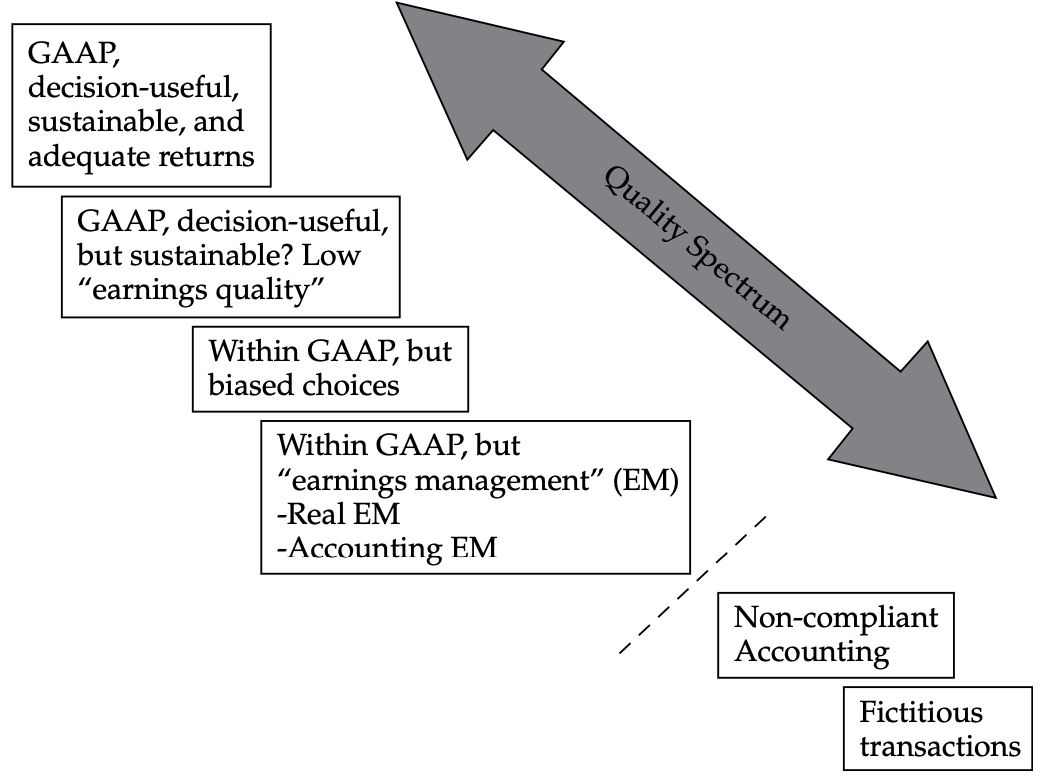 GAAP,
decision-useful,
sustainable, and
adequate returns
Quality Spectrum
GAAP, decision-useful,
but sustainable? Low
“earnings quality”
Within GAAP, but
biased choices
Within GAAP, but
“earnings management” (EM)
-Real EM
-Accounting EM
Non-compliant
Accounting
Fictitious
transactions